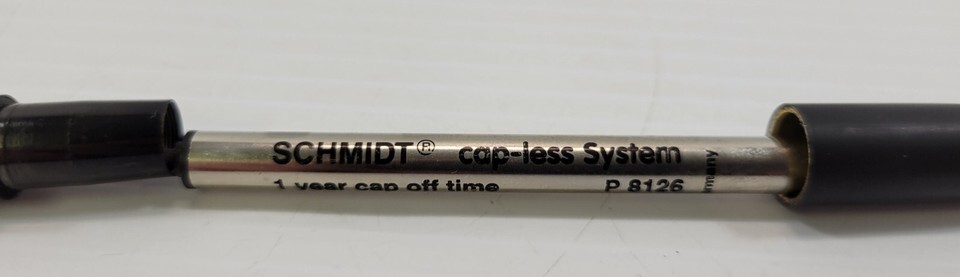 SCHMIDT® cap-less System
1 year cap off time P 8126